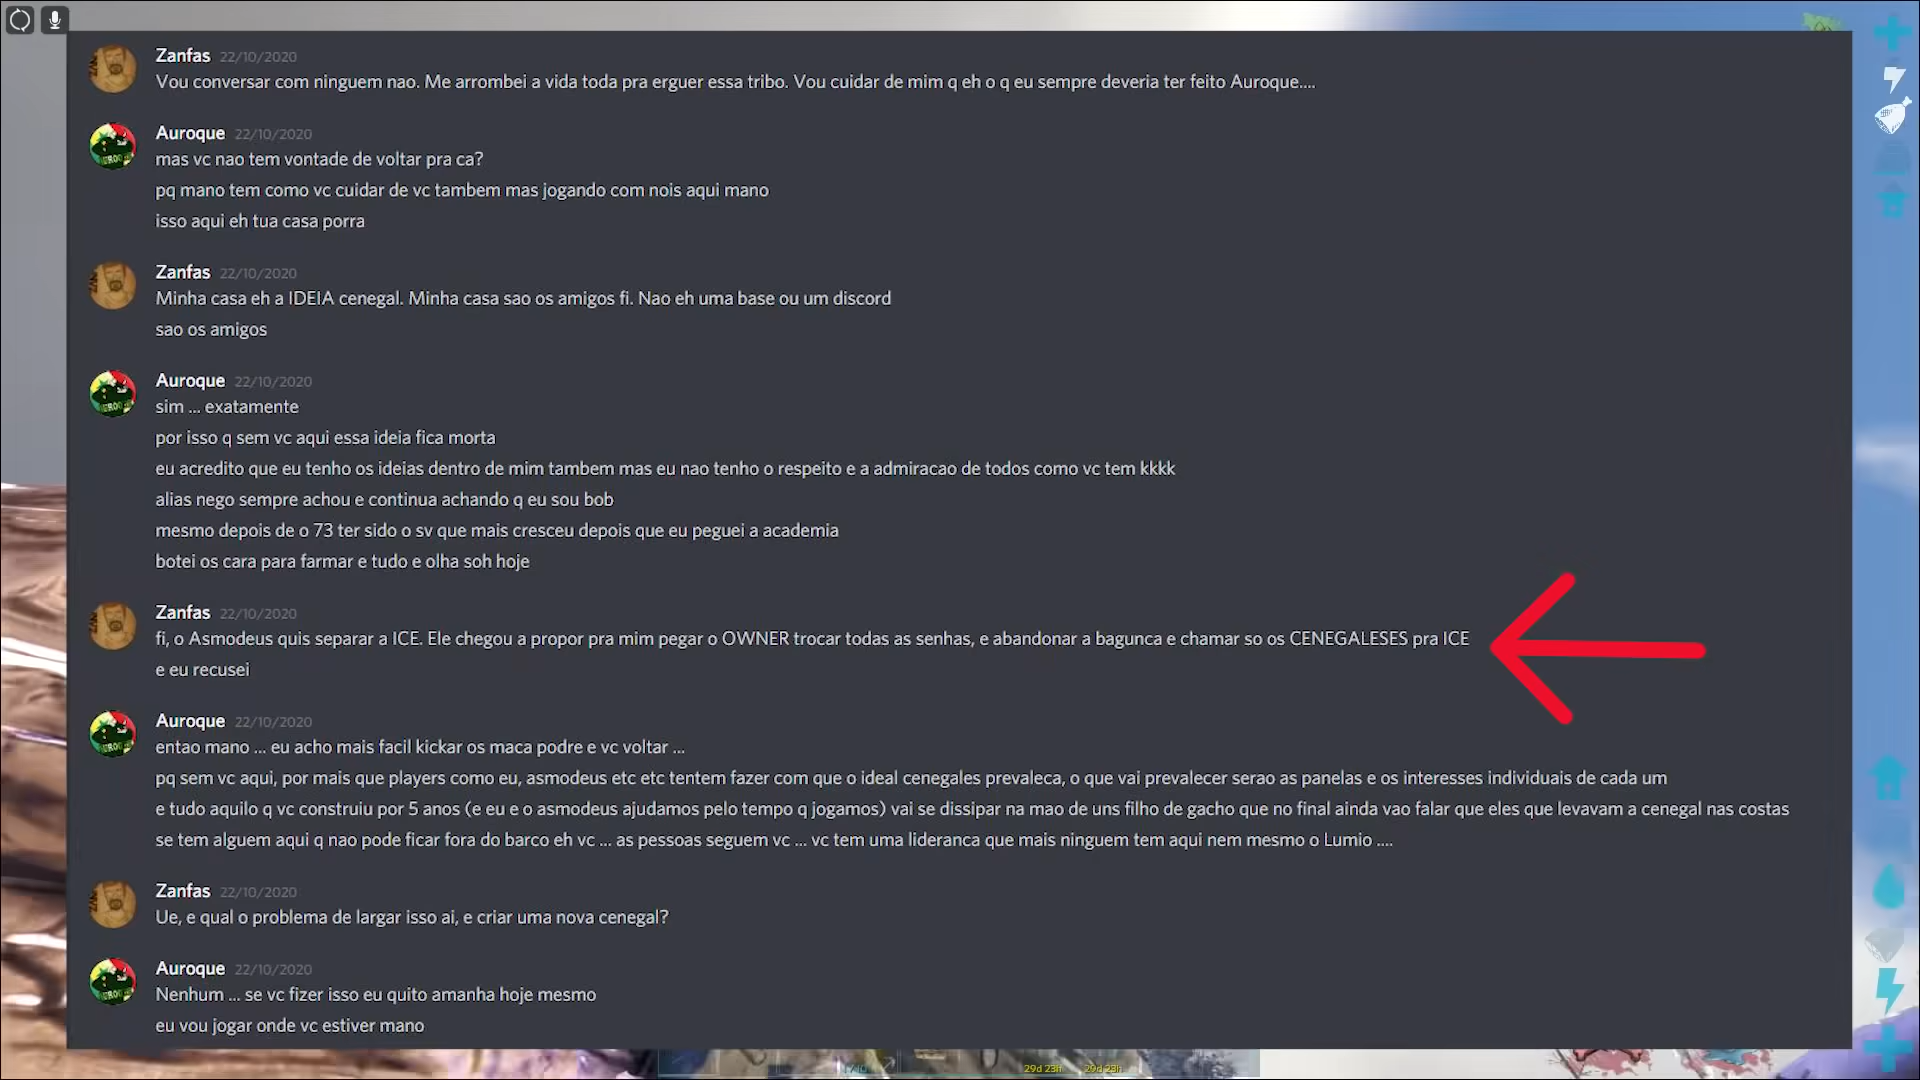 Zanfas 22/10/2020
Vou conversar com ninguem nao. Me arrombei a vida toda pra erguer essa tribo. Vou cuidar de mim q eh o q eu sempre deveria ter feito Auroque....
Auroque 22/10/2020
mas vc nao tem vontade de voltar pra ca?
pq mano tem como vc cuidar de vc tambem mas jogando com nois aqui mano
isso aqui eh tua casa porra
Zanfas 22/10/2020
Minha casa eh a IDEIA cenegal. Minha casa sao os amigos fi. Nao eh uma base ou um discord
sao os amigos
Auroque 22/10/2020
sim ... exatamente
por isso q sem vc aqui essa ideia fica morta
eu acredito que eu tenho os ideias dentro de mim tambem mas eu nao tenho o respeito e a admiracao de todos como vc tem kkkk
alias nego sempre achou e continua achando q eu sou bob
mesmo depois de o 73 ter sido o sv que mais cresceu depois que eu peguei a academia
botei os cara para farmar e tudo e olha soh hoje
Zanfas 22/10/2020
fi, o Asmodeus quis separar a ICE. Ele chegou a propor pra mim pegar o OWNER trocar todas as senhas, e abandonar a bagunca e chamar so os CENEGALESES pra ICE
e eu recusei
Auroque 22/10/2020
entao mano ... eu acho mais facil kickar os maca podre e vc voltar ...
pq sem vc aqui, por mais que players como eu, asmodeus etc etc tentem fazer com que o ideal cenegales prevaleca, o que vai prevalecer serao as panelas e os interesses individuais de cada um
e tudo aquilo q vc construiu por 5 anos (e eu e o asmodeus ajudamos pelo tempo q jogamos) vai se dissipar na mao de uns filho de gacho que no final ainda vao falar que eles que levavam a cenegal nas costas
se tem alguem aqui q nao pode ficar fora do barco eh vc ... as pessoas seguem vc ... vc tem uma lideranca que mais ninguem tem aqui nem mesmo o Lumio ....
Zanfas 22/10/2020
Ue, e qual o problema de largar isso ai, e criar uma nova cenegal?
Auroque 22/10/2020
Nenhum ... se vc fizer isso eu quito amanha hoje mesmo
eu vou jogar onde vc estiver mano
29d 23h 29d 23h